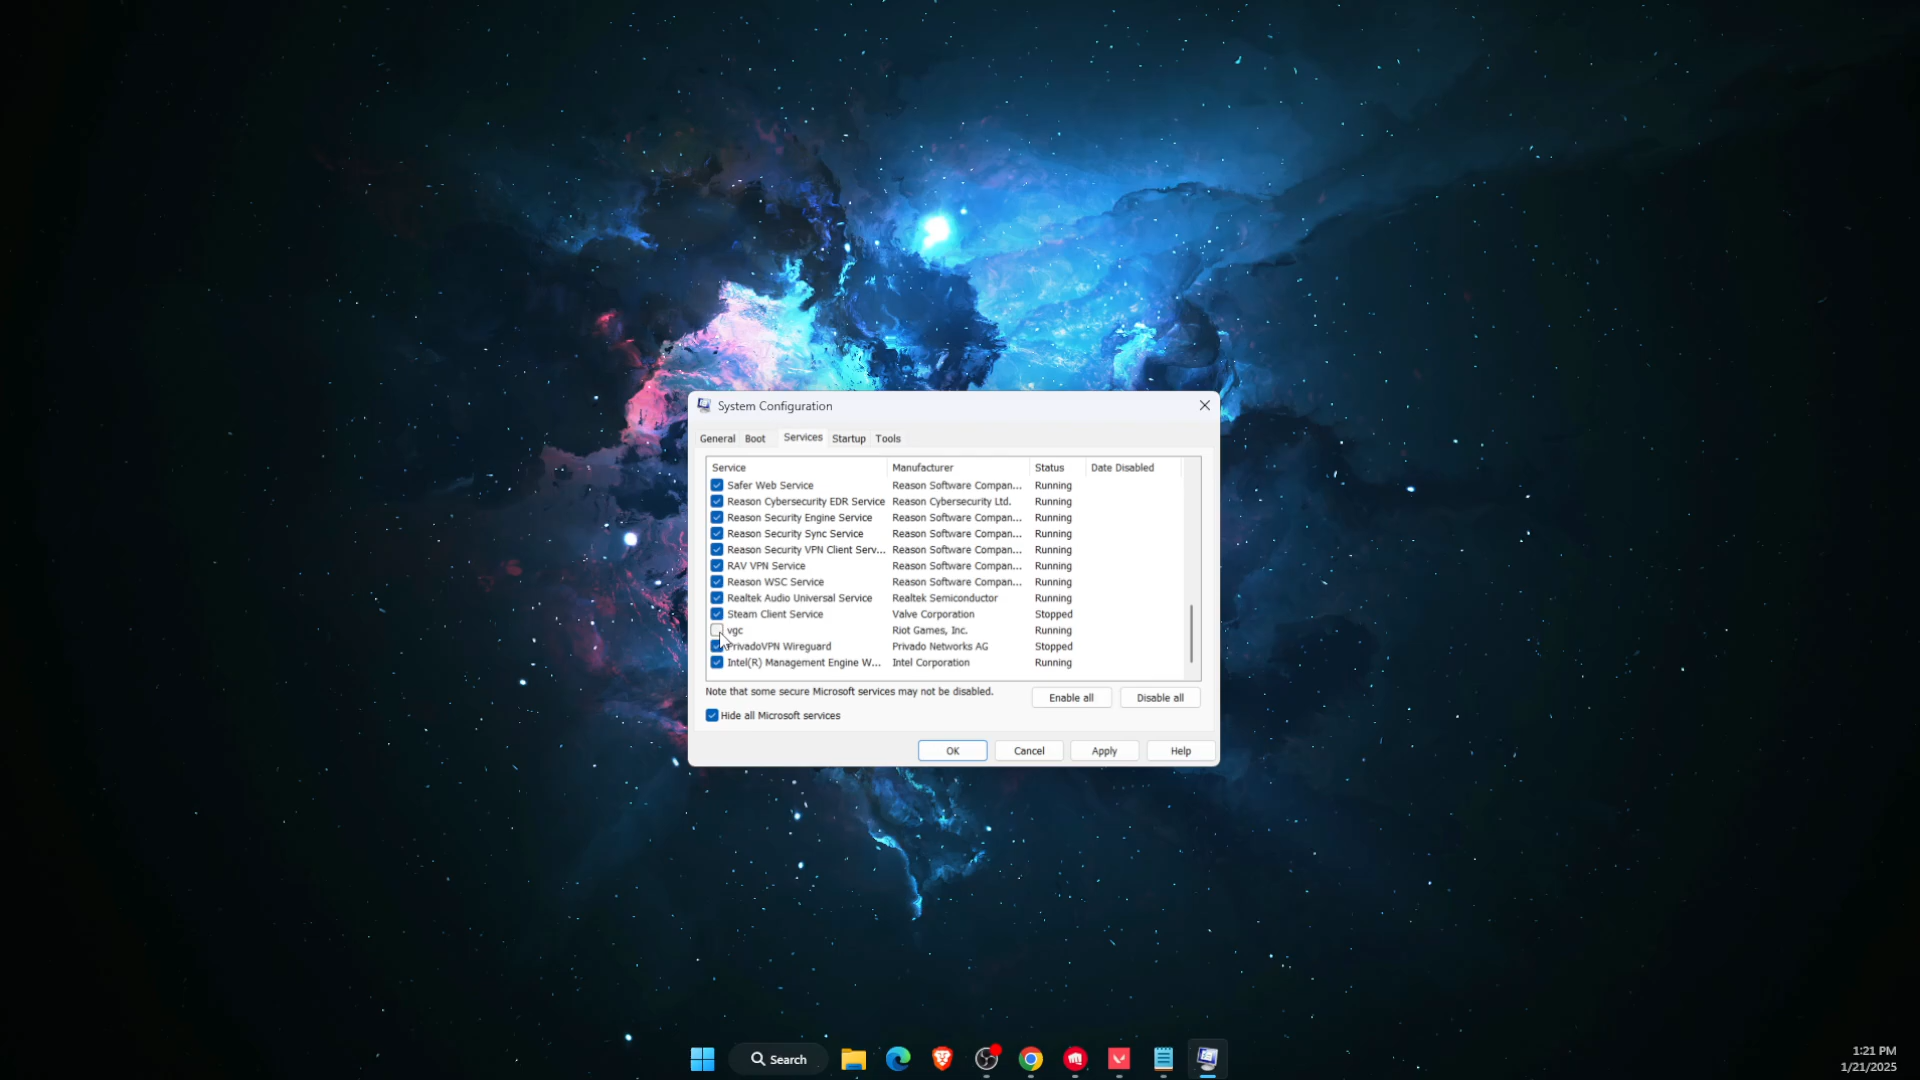 System Configuration
General Boot Services Startup Tools
Service Manufacturer Status Date Disabled
Safer Web Service Reason Software Compan... Running
Reason Cybersecurity EDR Service Reason Cybersecurity Ltd. Running
Reason Security Engine Service Reason Software Compan... Running
Reason Security Sync Service Reason Software Compan... Running
Reason Security VPN Client Serv... Reason Software Compan... Running
RAV VPN Service Reason Software Compan... Running
Reason WSC Service Reason Software Compan... Running
Realtek Audio Universal Service Realtek Semiconductor Running
Steam Client Service Valve Corporation Stopped
vgc Riot Games, Inc. Running
PrivadoVPN Wireguard Privado Networks AG Stopped
Intel(R) Management Engine W... Intel Corporation Running
Note that some secure Microsoft services may not be disabled.
Enable all Disable all
Hide all Microsoft services
OK Cancel Apply Help
Search
1:21 PM
1/21/2025